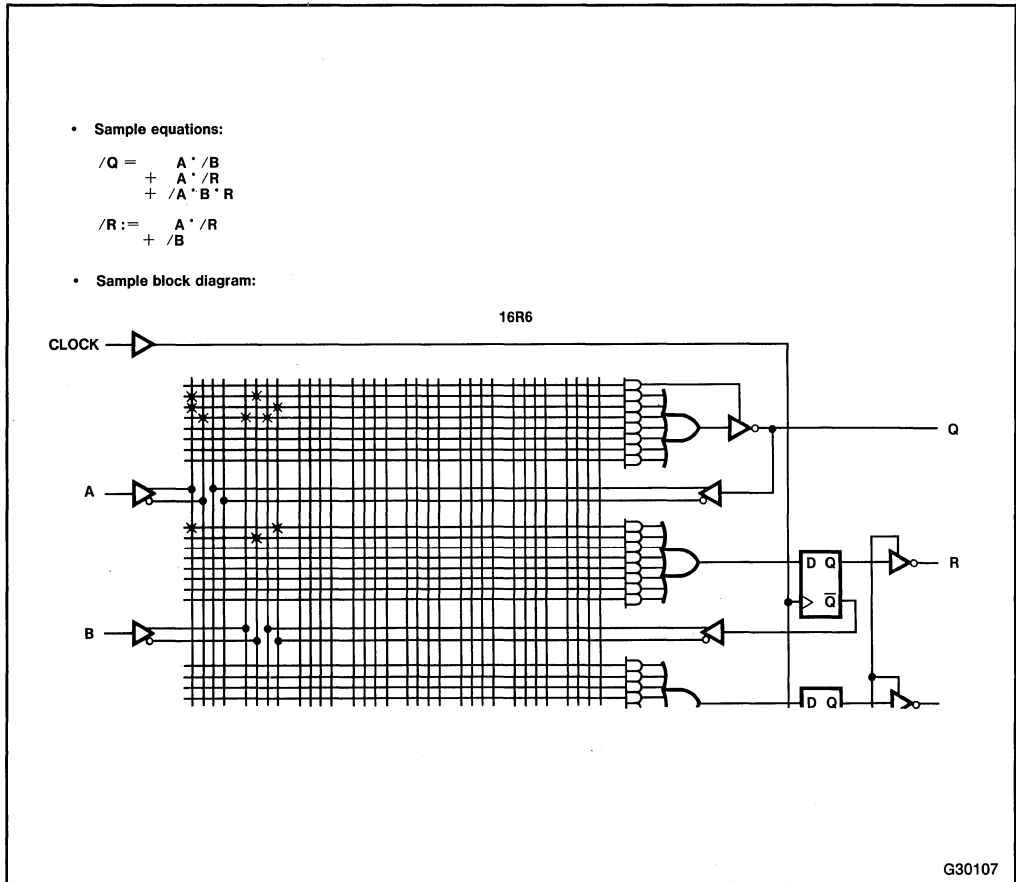 • Sample equations:
/Q = A · /B
+ A · /R
+ /A · B · R
/R := A · /R
+ /B
• Sample block diagram:
16R6
CLOCK
Q
A
D Q
R
Q̅
B
D Q
G30107